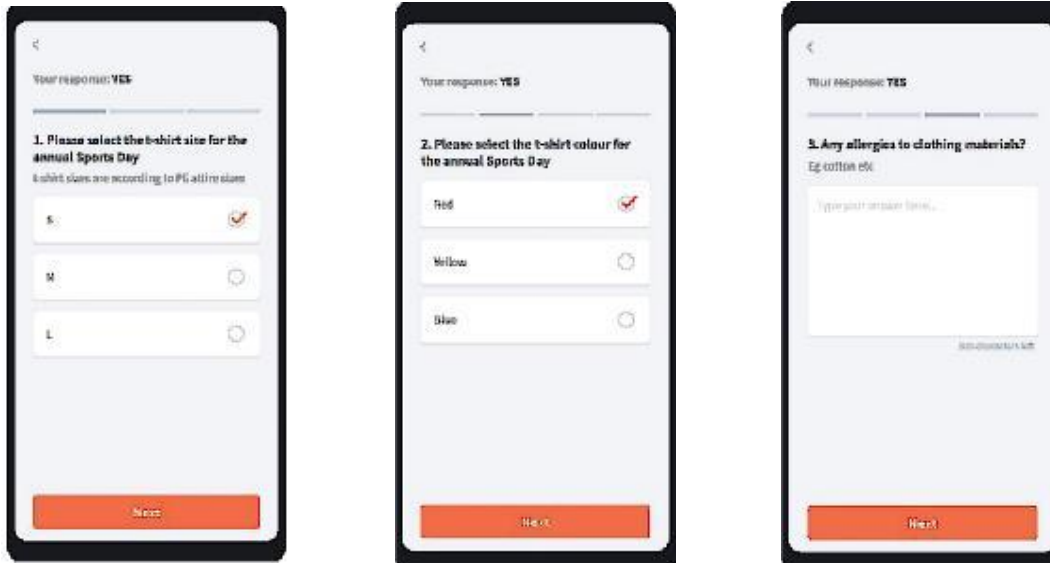 <
Your response: YES
1. Please select the t-shirt size for the
annual Sports Day
t-shirt sizes are according to PE attire sizes
S
M
L
Next
<
Your response: YES
2. Please select the t-shirt colour for
the annual Sports Day
Red
Yellow
Blue
Next
<
Your response: YES
3. Any allergies to clothing materials?
Eg cotton etc
Type your answer here...
characters left
Next